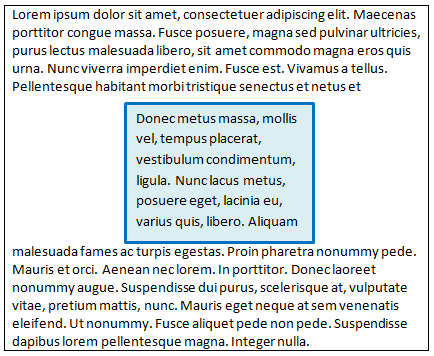 Lorem ipsum dolor sit amet, consectetuer adipiscing elit. Maecenas
porttitor congue massa. Fusce posuere, magna sed pulvinar ultricies,
purus lectus malesuada libero, sit amet commodo magna eros quis
urna. Nunc viverra imperdiet enim. Fusce est. Vivamus a tellus.
Pellentesque habitant morbi tristique senectus et netus et
Donec metus massa, mollis
vel, tempus placerat,
vestibulum condimentum,
ligula. Nunc lacus metus,
posuere eget, lacinia eu,
varius quis, libero. Aliquam
malesuada fames ac turpis egestas. Proin pharetra nonummy pede.
Mauris et orci. Aenean nec lorem. In porttitor. Donec laoreet
nonummy augue. Suspendisse dui purus, scelerisque at, vulputate
vitae, pretium mattis, nunc. Mauris eget neque at sem venenatis
eleifend. Ut nonummy. Fusce aliquet pede non pede. Suspendisse
dapibus lorem pellentesque magna. Integer nulla.